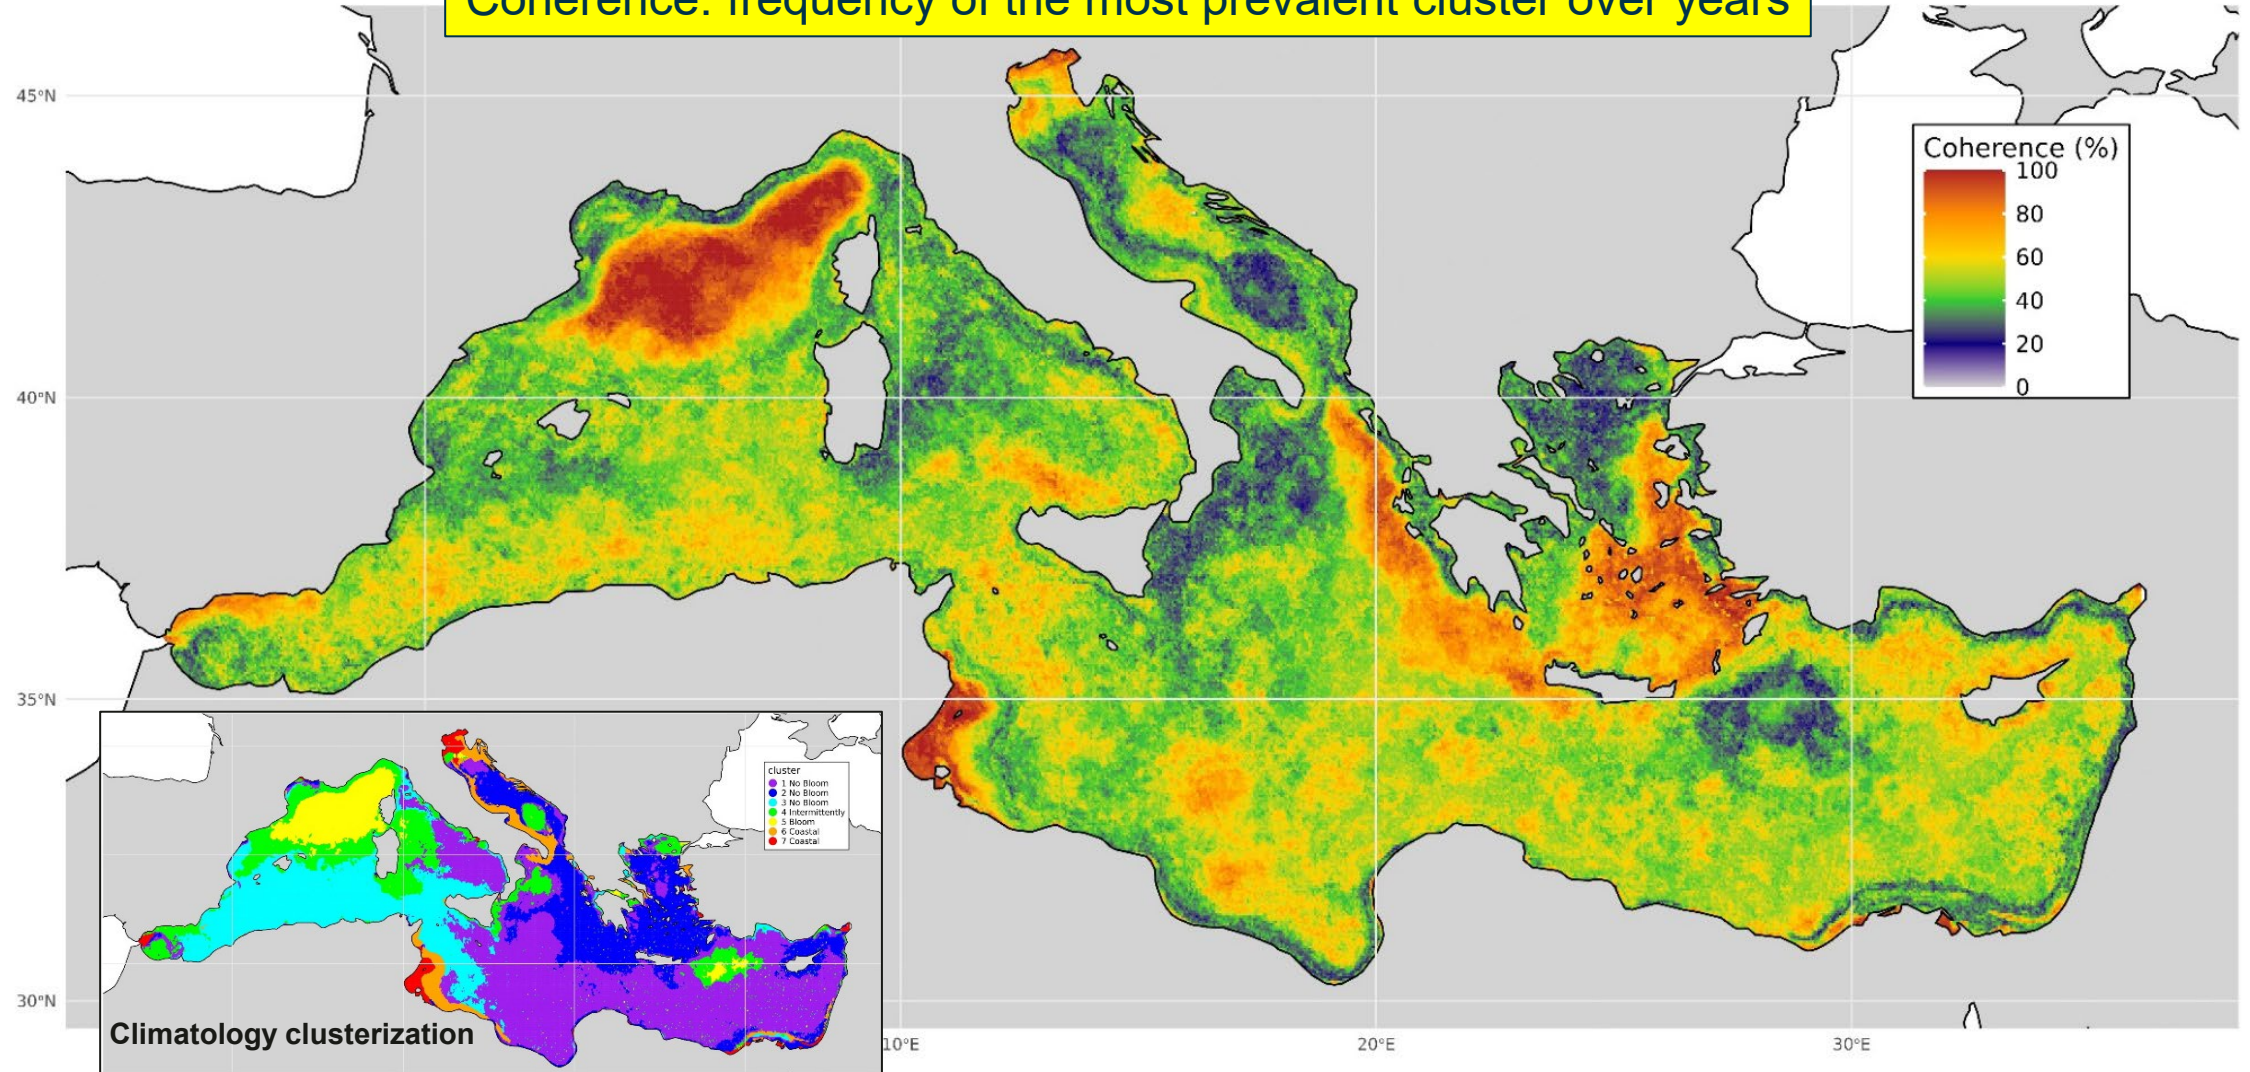 Coherence: frequency of the most prevalent cluster over years
45°N
40°N
35°N
30°N
Coherence (%)
100
80
60
40
20
0
cluster
1 No Bloom
2 No Bloom
3 No Bloom
4 Intermittently
5 Bloom
6 Coastal
7 Coastal
Climatology clusterization
10°E
20°E
30°E